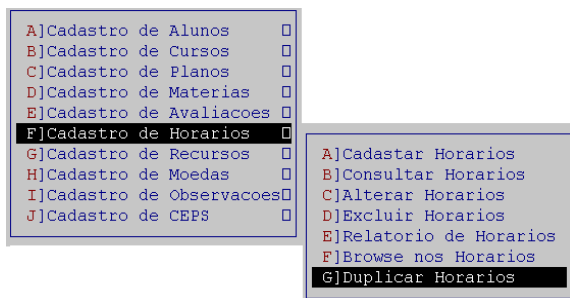 A]Cadastro de Alunos
B]Cadastro de Cursos
C]Cadastro de Planos
D]Cadastro de Materias
E]Cadastro de Avaliacoes
F]Cadastro de Horarios
G]Cadastro de Recursos
H]Cadastro de Moedas
I]Cadastro de Observacoes
J]Cadastro de CEPS
A]Cadastar Horarios
B]Consultar Horarios
C]Alterar Horarios
D]Excluir Horarios
E]Relatorio de Horarios
F]Browse nos Horarios
G]Duplicar Horarios